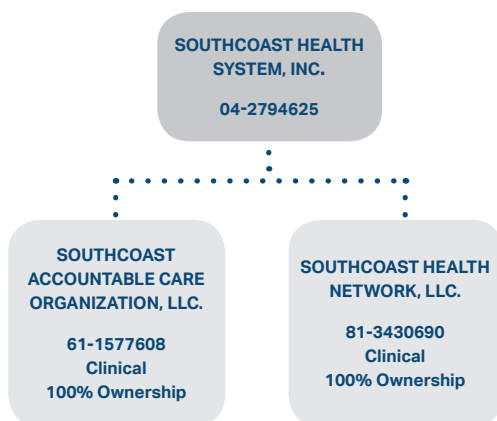 SOUTHCOAST HEALTH
SYSTEM, INC.
04-2794625
SOUTHCOAST
ACCOUNTABLE CARE
ORGANIZATION, LLC.
61-1577608
Clinical
100% Ownership
SOUTHCOAST HEALTH
NETWORK, LLC.
81-3430690
Clinical
100% Ownership